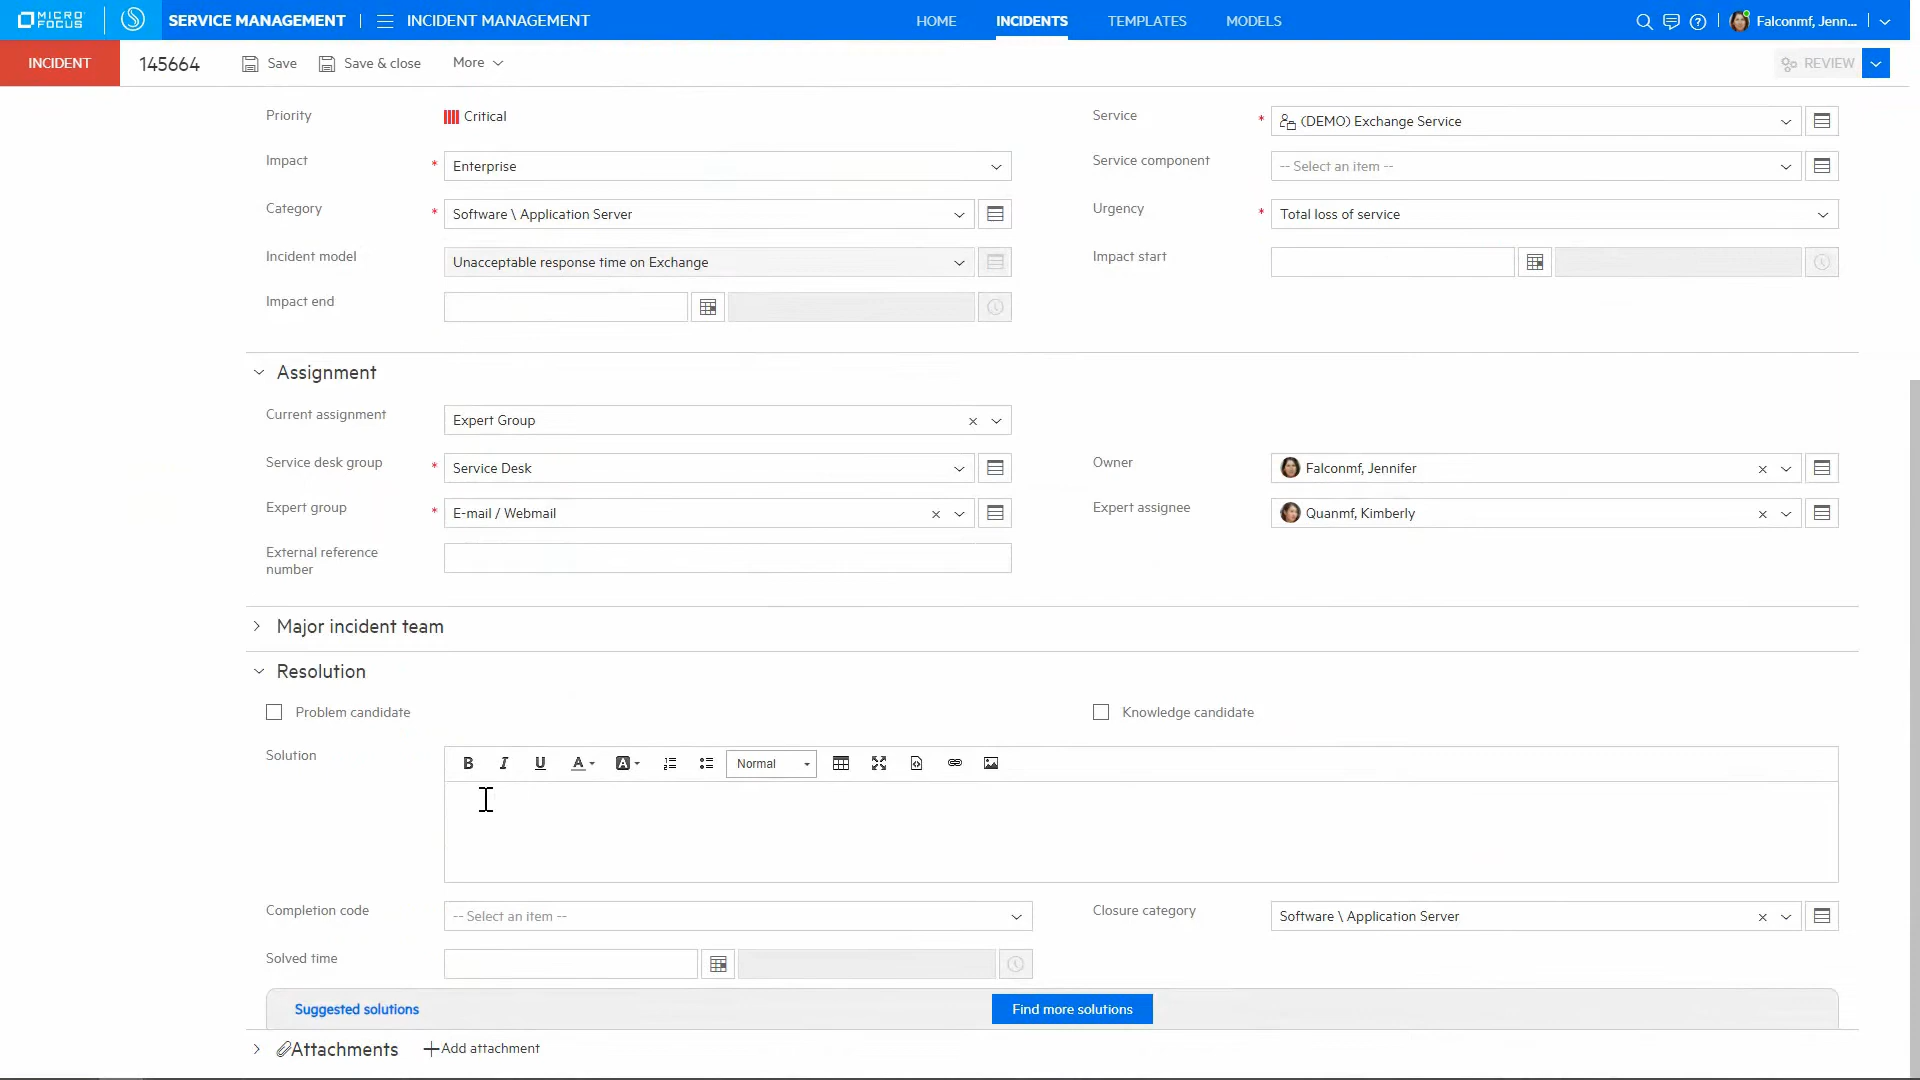 MICRO FOCUS
SERVICE MANAGEMENT
INCIDENT MANAGEMENT
HOME
INCIDENTS
TEMPLATES
MODELS
Falconmf, Jenn...
INCIDENT
145664
Save
Save & close
More
REVIEW
Priority
Critical
Service
*
(DEMO) Exchange Service
Impact
*
Enterprise
Service component
-- Select an item --
Category
*
Software \ Application Server
Urgency
*
Total loss of service
Incident model
Unacceptable response time on Exchange
Impact start
Impact end
Assignment
Current assignment
Expert Group
Service desk group
*
Service Desk
Owner
Falconmf, Jennifer
Expert group
*
E-mail / Webmail
Expert assignee
Quanmf, Kimberly
External reference
number
Major incident team
Resolution
Problem candidate
Knowledge candidate
Solution
B
I
U
A
A
Normal
Completion code
-- Select an item --
Closure category
Software \ Application Server
Solved time
Suggested solutions
Find more solutions
Attachments
Add attachment